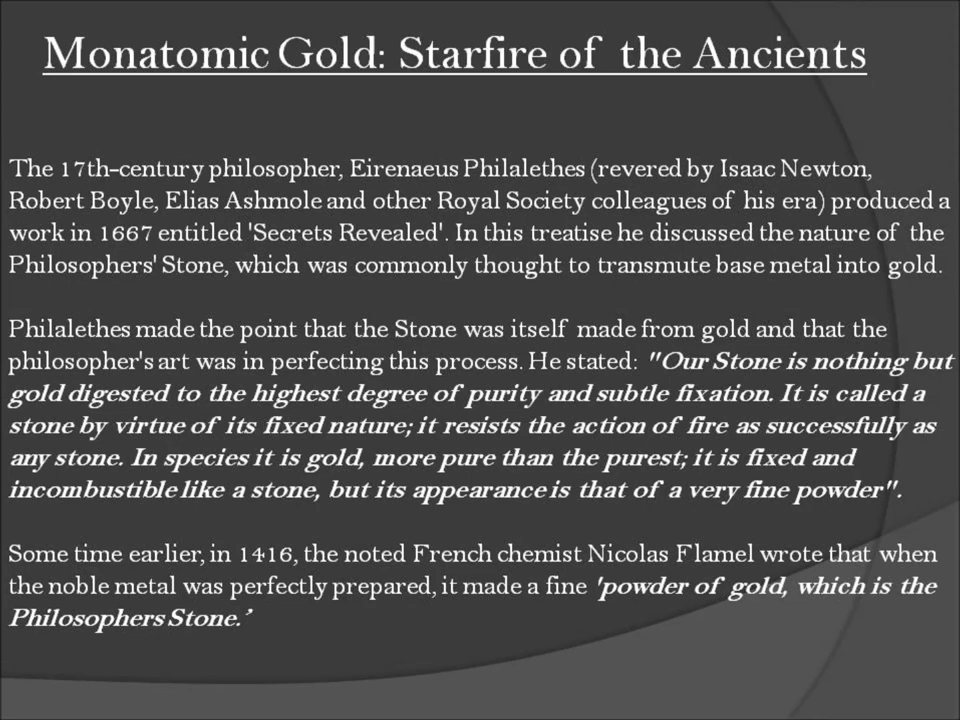 Monatomic Gold: Starfire of the Ancients
The 17th-century philosopher, Eirenaeus Philalethes (revered by Isaac Newton,
Robert Boyle, Elias Ashmole and other Royal Society colleagues of his era) produced a
work in 1667 entitled 'Secrets Revealed'. In this treatise he discussed the nature of the
Philosophers' Stone, which was commonly thought to transmute base metal into gold.
Philalethes made the point that the Stone was itself made from gold and that the
philosopher's art was in perfecting this process. He stated: "Our Stone is nothing but
gold digested to the highest degree of purity and subtle fixation. It is called a
stone by virtue of its fixed nature; it resists the action of fire as successfully as
any stone. In species it is gold, more pure than the purest; it is fixed and
incombustible like a stone, but its appearance is that of a very fine powder".
Some time earlier, in 1416, the noted French chemist Nicolas Flamel wrote that when
the noble metal was perfectly prepared, it made a fine 'powder of gold, which is the
Philosophers Stone.’